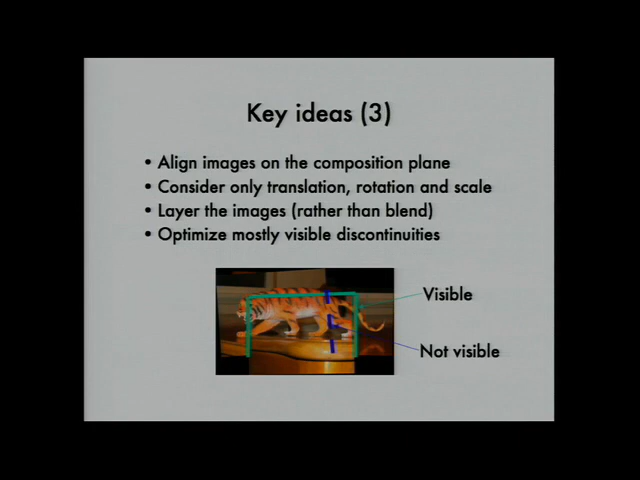 Key ideas (3)
• Align images on the composition plane
• Consider only translation, rotation and scale
• Layer the images (rather than blend)
• Optimize mostly visible discontinuities
Visible
Not visible